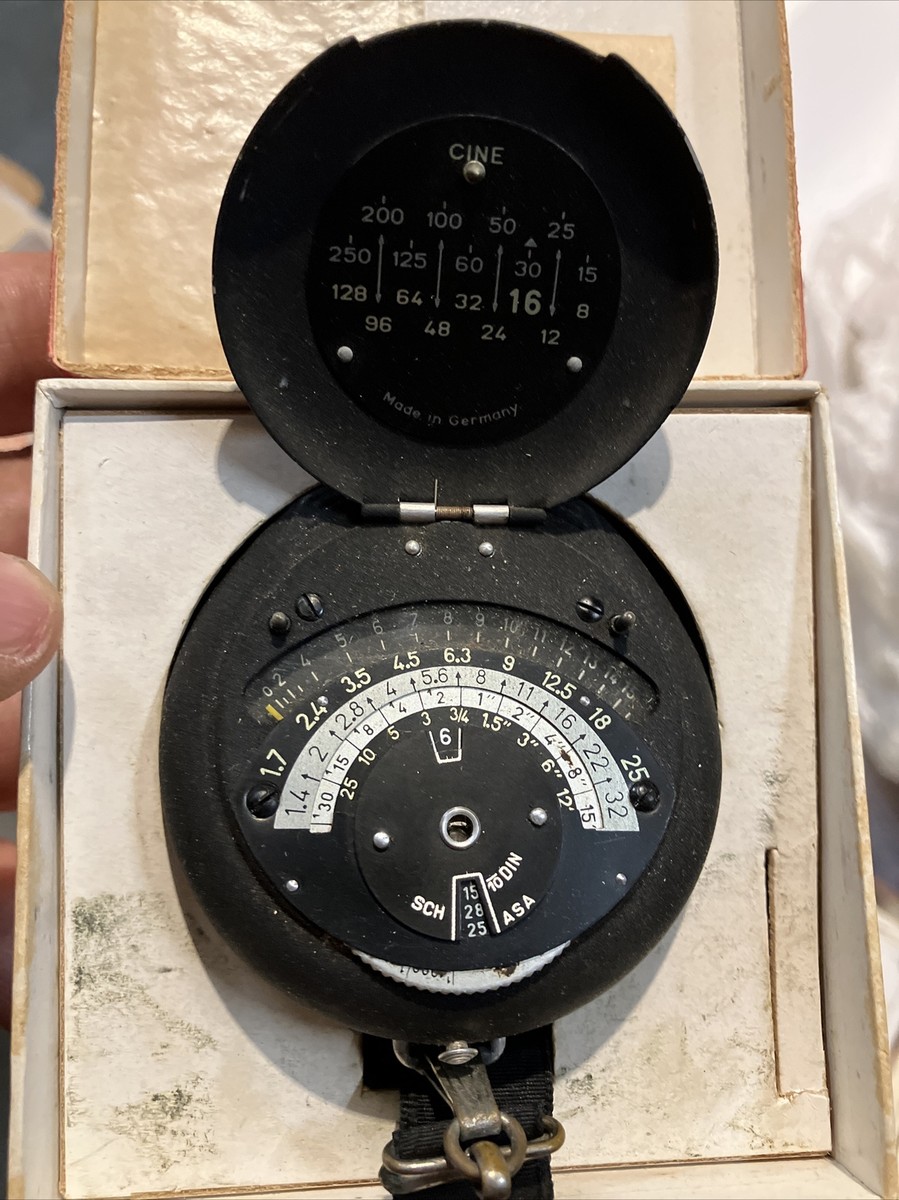 CINE
200 100 50 25
250 125 60 30 15
128 64 32 16 8
96 48 24 12
Made in Germany
0 2 4 5 6 7 8 9 10 11 12 13 14 15
1.7 2.4 3.5 4.5 6.3 9 12.5 18 25
1.4 2 2.8 4 5.6 8 11 16 22 32
30 15 8 4 2 1" 2" 4" 8" 15"
25 10 5 3 3/4 1.5" 3" 6" 12"
6
SCH 15 /10 DIN
28 ASA
25